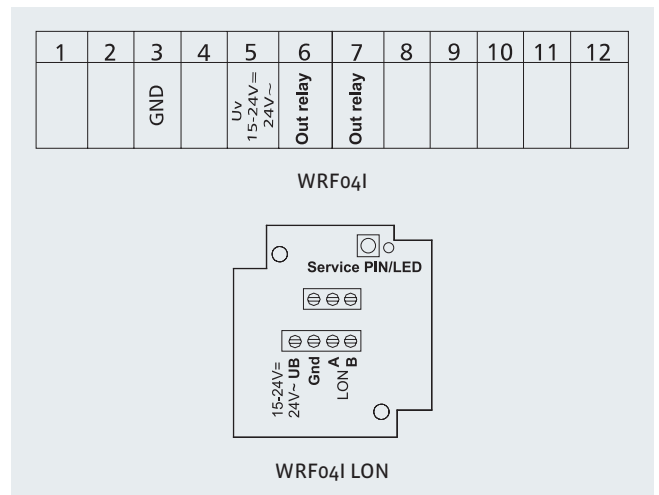 1 2 3 4 5 6 7 8 9 10 11 12
GND
Uv
15-24V=
24V~
Out relay
Out relay
WRF04I
Service PIN/LED
15-24V=
24V~ UB
Gnd
A
LON
B
WRF04I LON